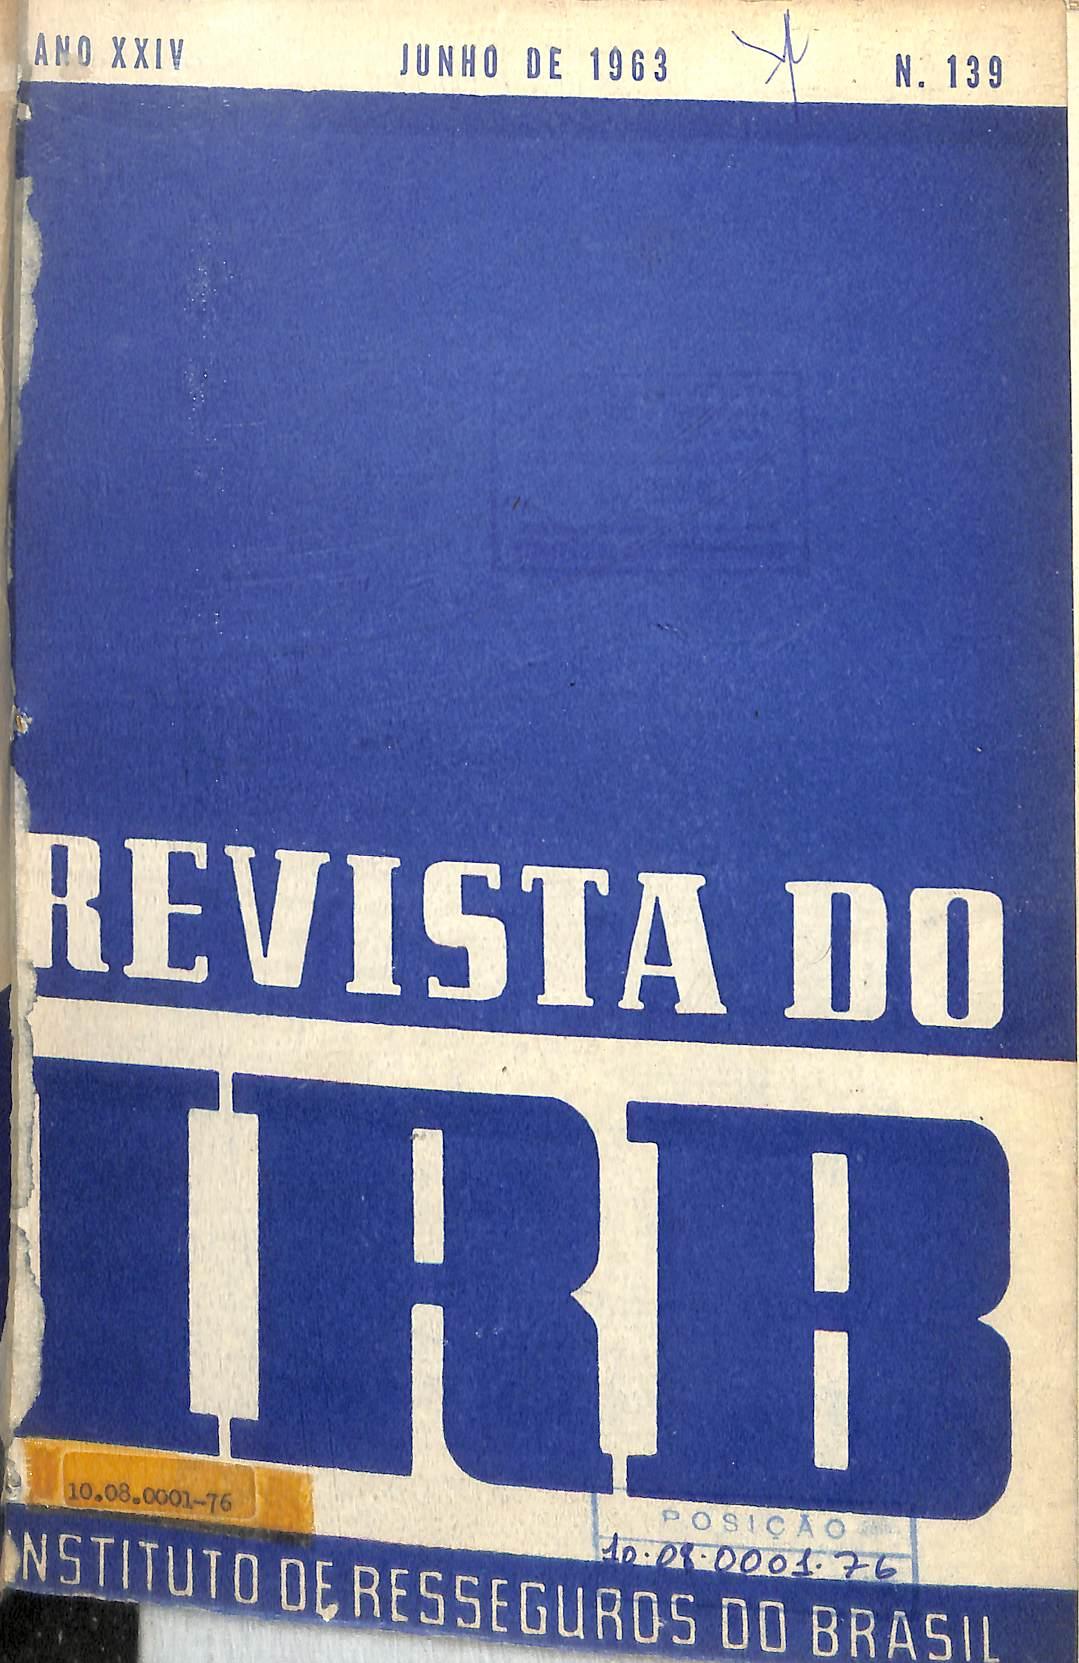 ANO XXIV JUNHO DE 1963 N. 139
REVISTA DO
IRB
10.08.0001-76
POSIÇÃO
10.08.0001.76
INSTITUTO DE RESSEGUROS DO BRASIL